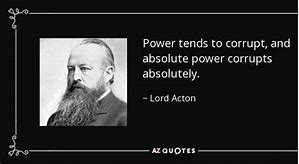 Power tends to corrupt, and
absolute power corrupts
absolutely.
~ Lord Acton
AZ QUOTES